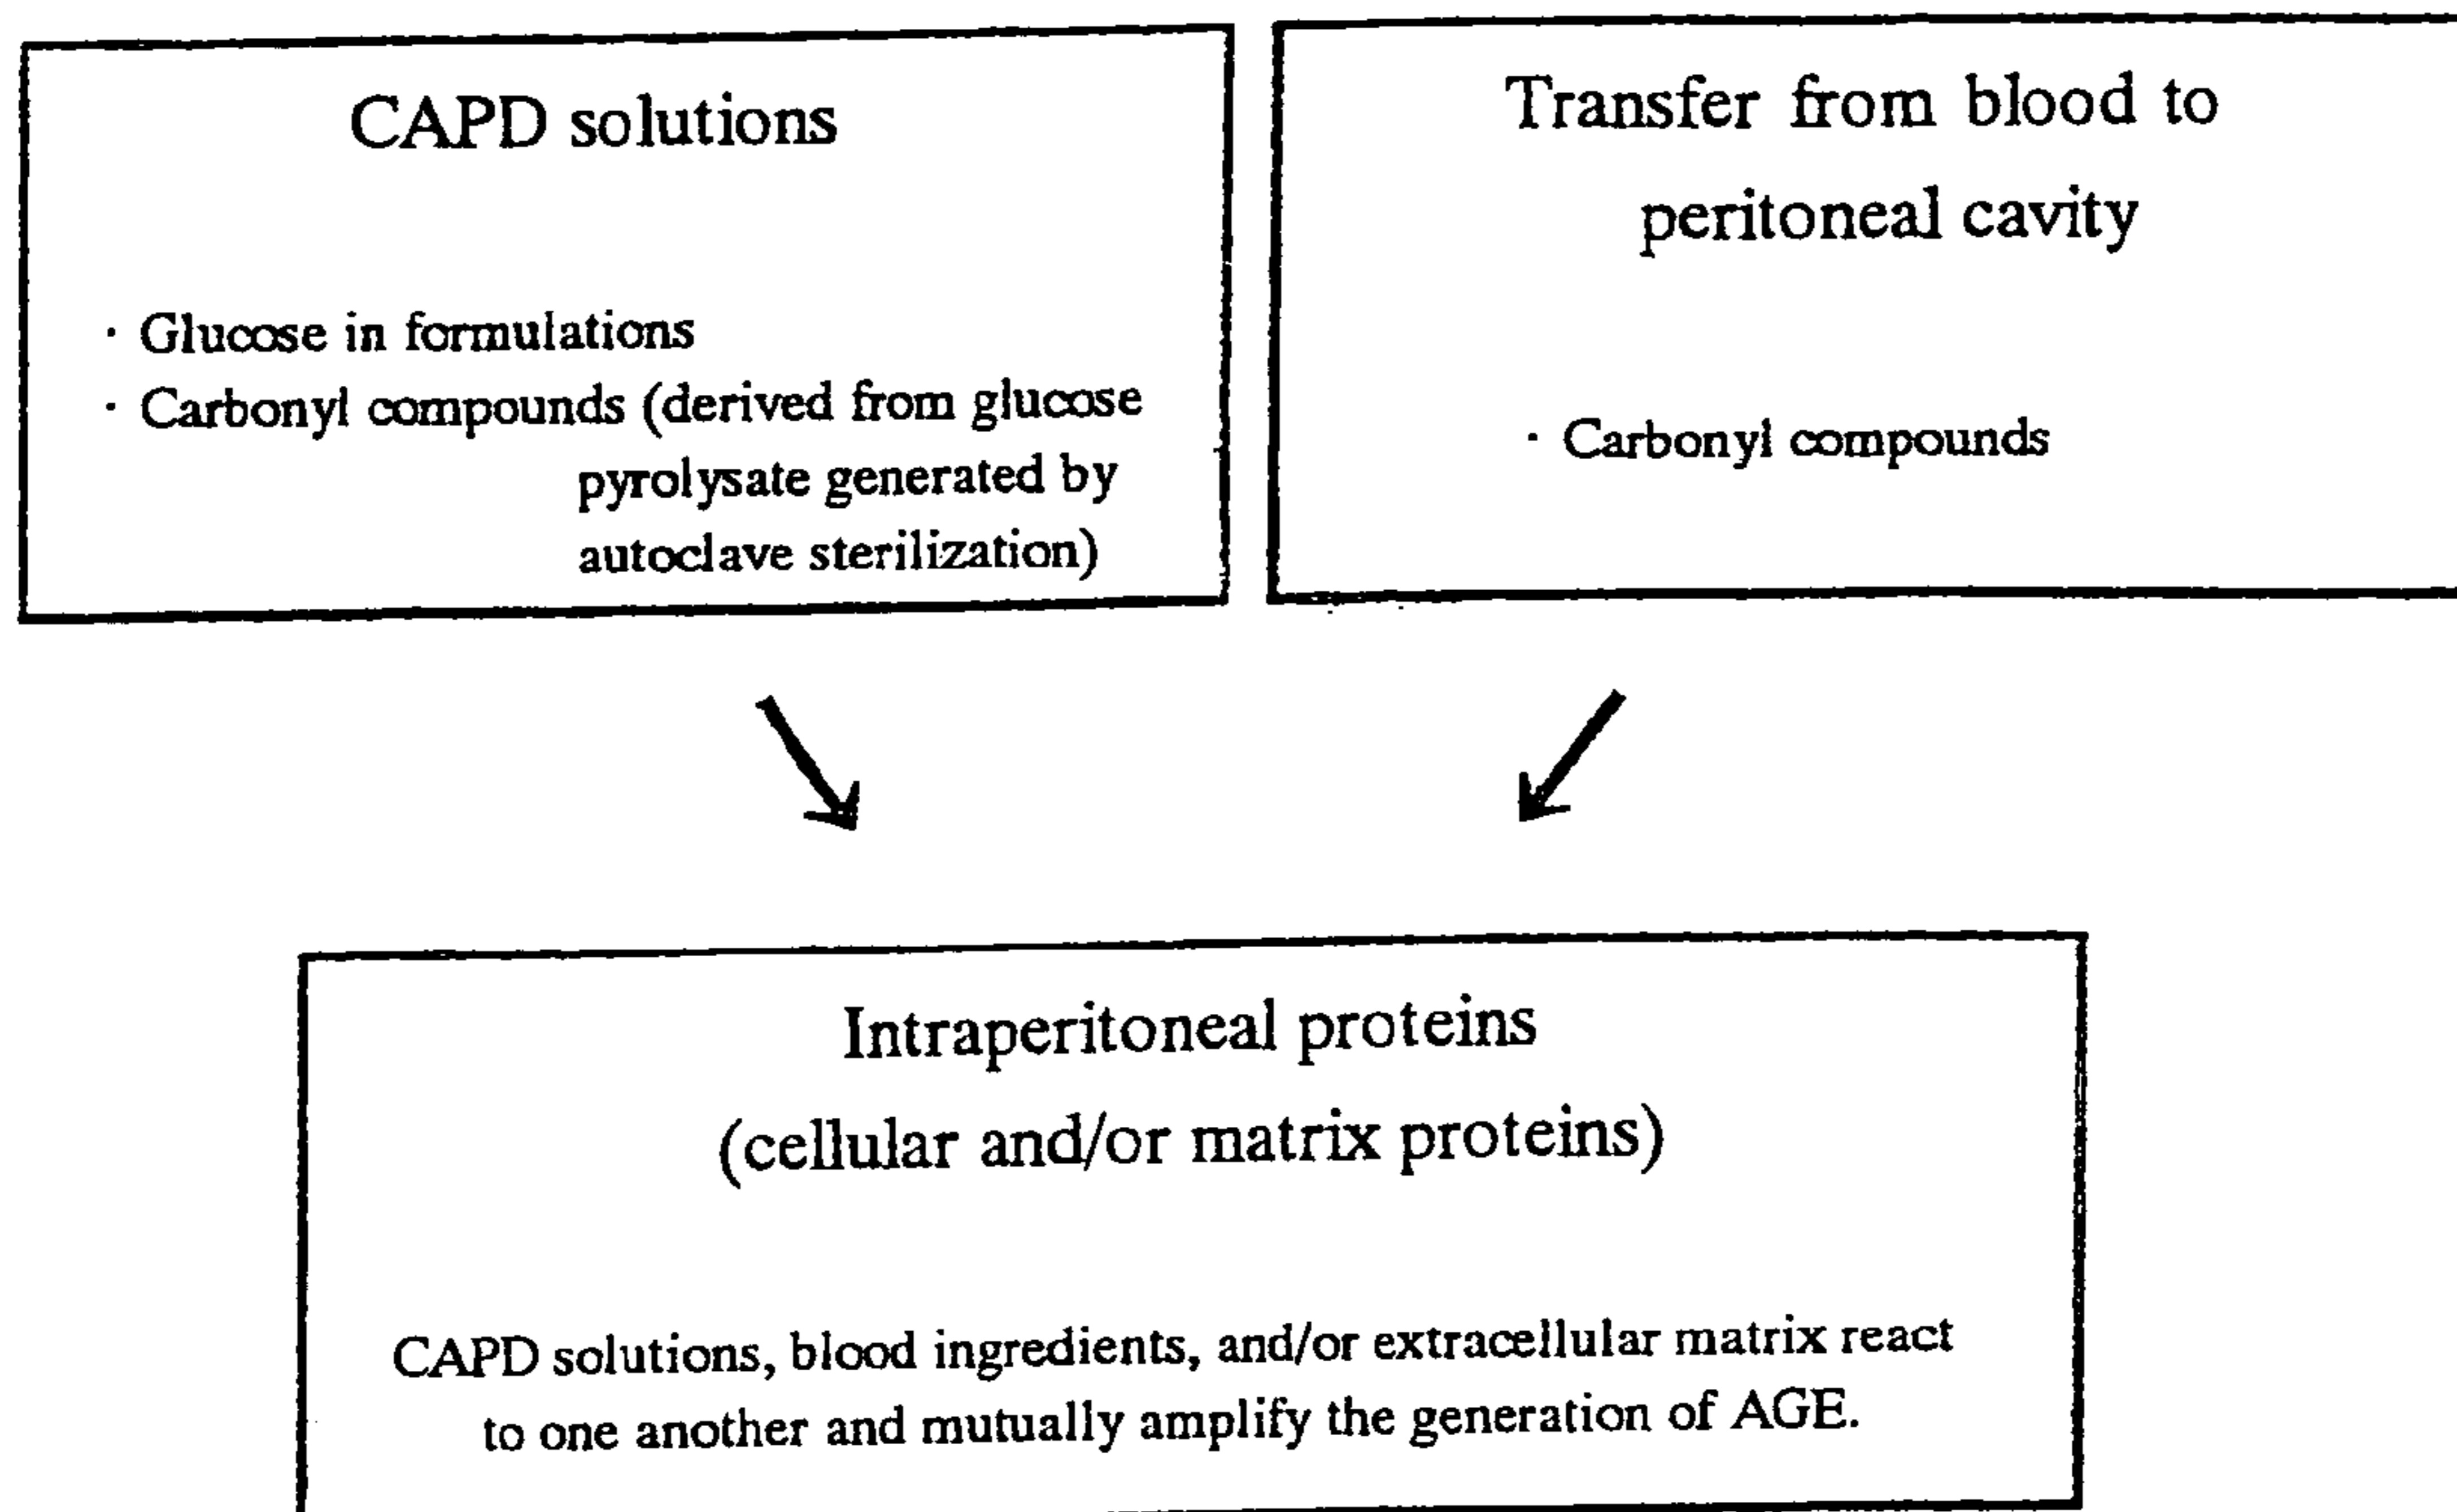 CAPD solutions
· Glucose in formulations
· Carbonyl compounds (derived from glucose
pyrolysate generated by
autoclave sterilization)
Transfer from blood to
peritoneal cavity
· Carbonyl compounds
Intraperitoneal proteins
(cellular and/or matrix proteins)
CAPD solutions, blood ingredients, and/or extracellular matrix react
to one another and mutually amplify the generation of AGE.